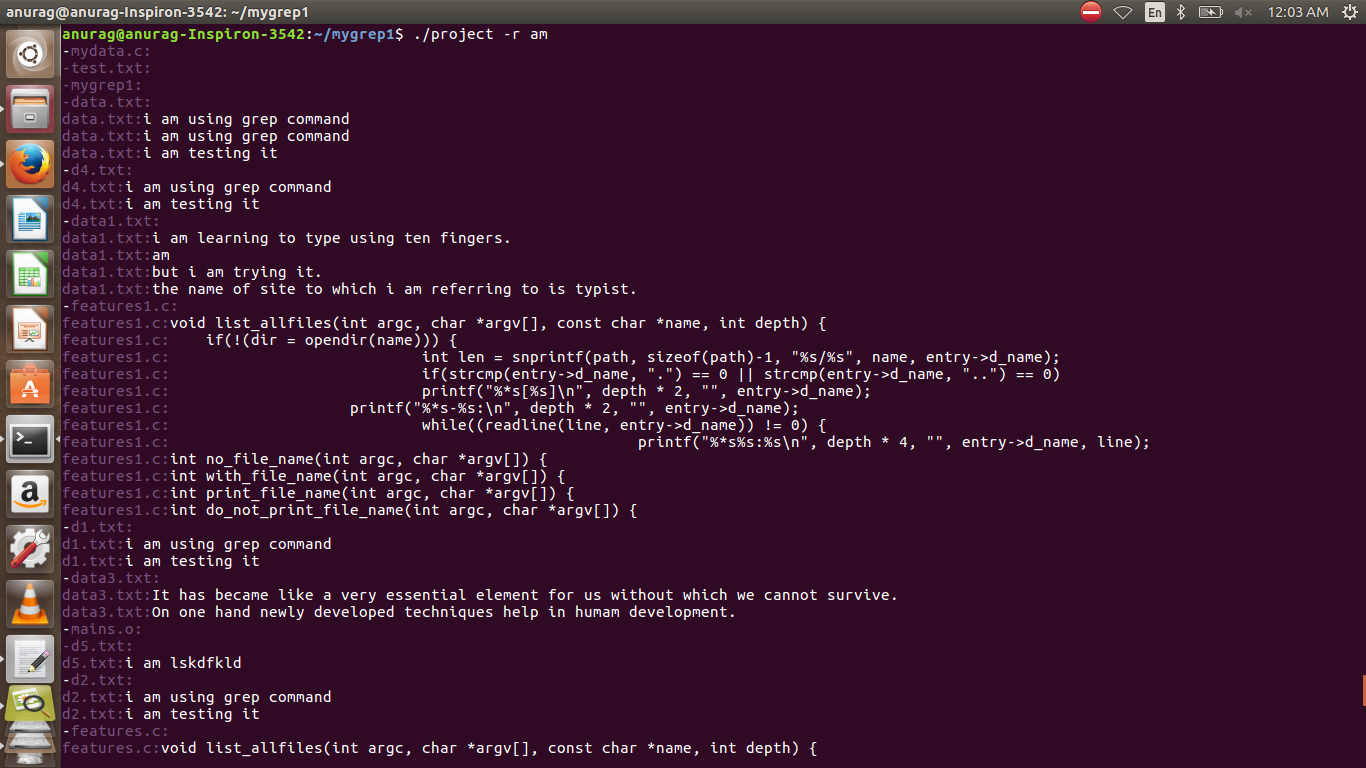 anurag@anurag-Inspiron-3542: ~/mygrep1
En
12:03 AM
anurag@anurag-Inspiron-3542:~/mygrep1$ ./project -r am
-mydata.c:
-test.txt:
-mygrep1:
-data.txt:
data.txt:i am using grep command
data.txt:i am using grep command
data.txt:i am testing it
-d4.txt:
d4.txt:i am using grep command
d4.txt:i am testing it
-data1.txt:
data1.txt:i am learning to type using ten fingers.
data1.txt:am
data1.txt:but i am trying it.
data1.txt:the name of site to which i am referring to is typist.
-features1.c:
features1.c:void list_allfiles(int argc, char *argv[], const char *name, int depth) {
features1.c:    if(!(dir = opendir(name))) {
features1.c:                            int len = snprintf(path, sizeof(path)-1, "%s/%s", name, entry->d_name);
features1.c:                            if(strcmp(entry->d_name, ".") == 0 || strcmp(entry->d_name, "..") == 0)
features1.c:                            printf("%*s[%s]\n", depth * 2, "", entry->d_name);
features1.c:                    printf("%*s-%s:\n", depth * 2, "", entry->d_name);
features1.c:                            while((readline(line, entry->d_name)) != 0) {
features1.c:                                                    printf("%*s%s:%s\n", depth * 4, "", entry->d_name, line);
features1.c:int no_file_name(int argc, char *argv[]) {
features1.c:int with_file_name(int argc, char *argv[]) {
features1.c:int print_file_name(int argc, char *argv[]) {
features1.c:int do_not_print_file_name(int argc, char *argv[]) {
-d1.txt:
d1.txt:i am using grep command
d1.txt:i am testing it
-data3.txt:
data3.txt:It has became like a very essential element for us without which we cannot survive.
data3.txt:On one hand newly developed techniques help in humam development.
-mains.o:
-d5.txt:
d5.txt:i am lskdfkld
-d2.txt:
d2.txt:i am using grep command
d2.txt:i am testing it
-features.c:
features.c:void list_allfiles(int argc, char *argv[], const char *name, int depth) {